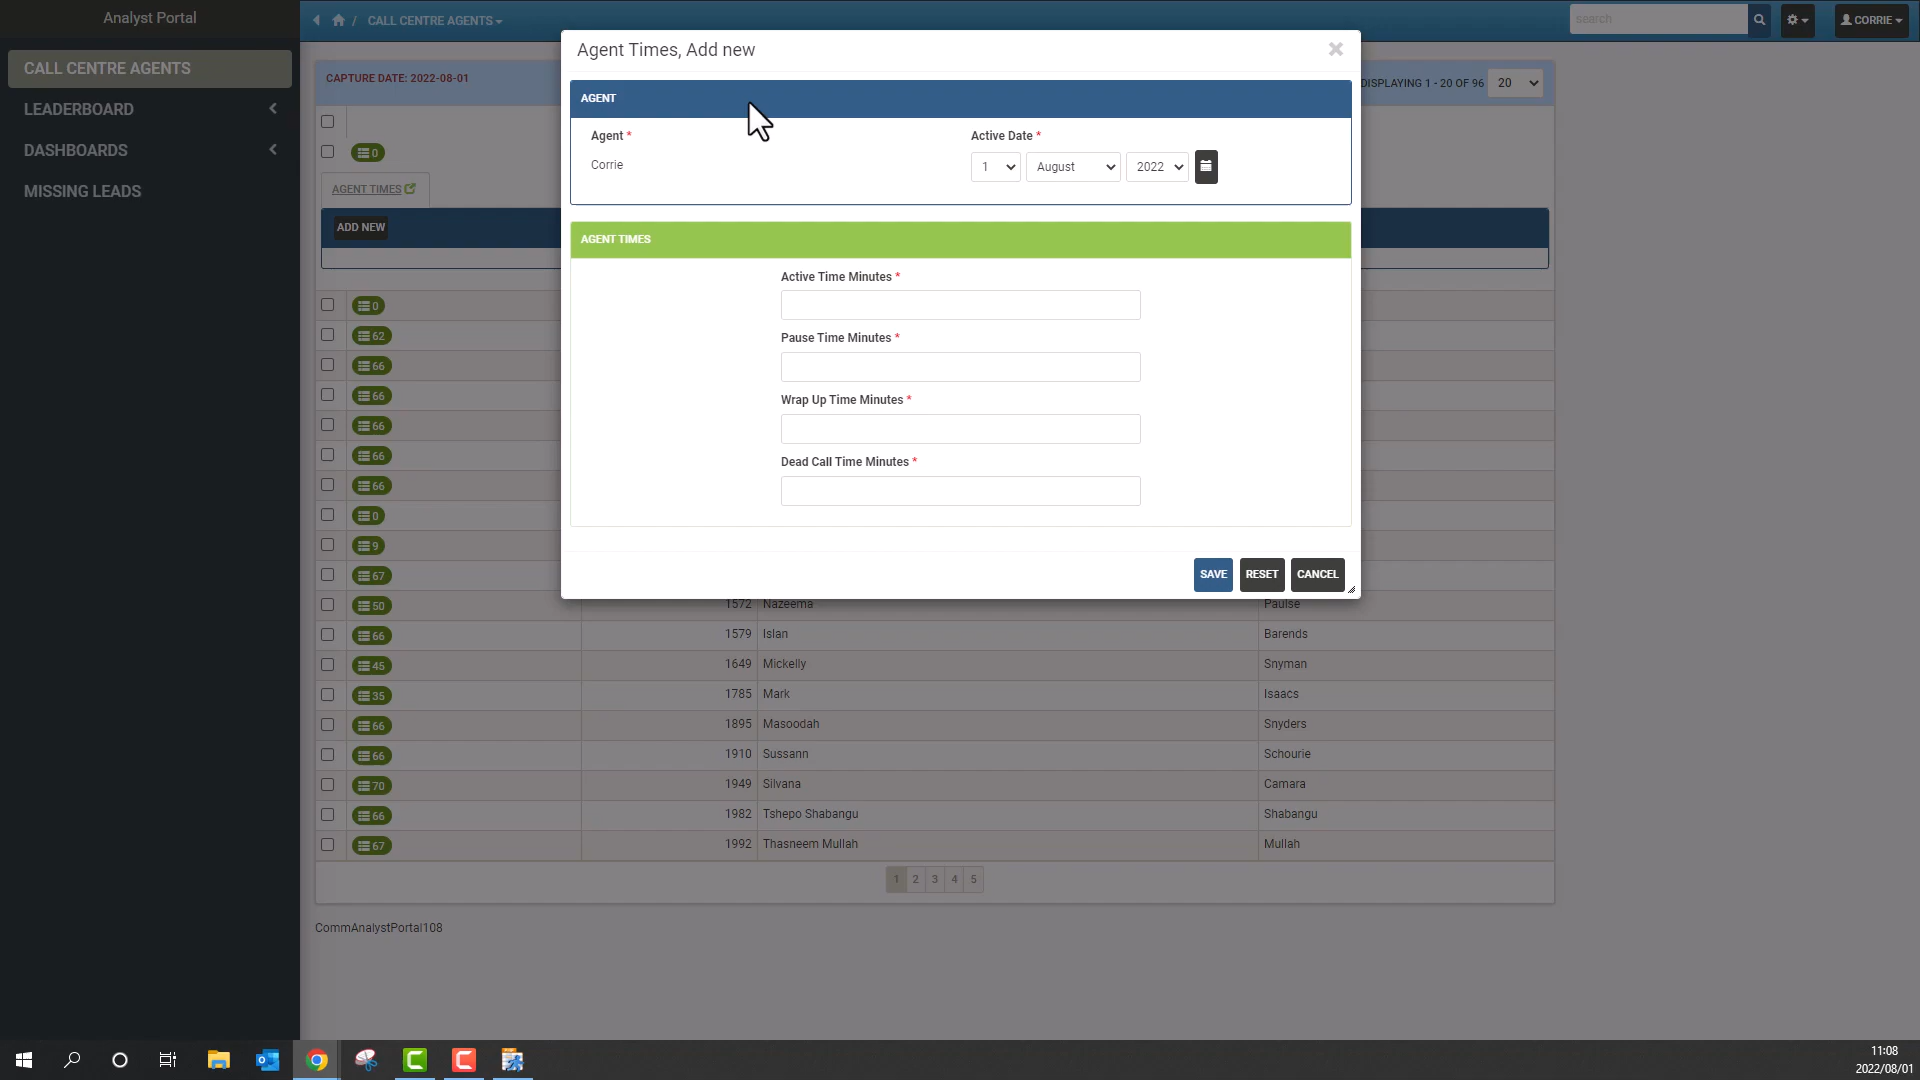 Analyst Portal
/ CALL CENTRE AGENTS
search
CORRIE
CALL CENTRE AGENTS
LEADERBOARD
DASHBOARDS
MISSING LEADS
CAPTURE DATE: 2022-08-01
DISPLAYING 1 - 20 OF 96
20
0
AGENT TIMES
ADD NEW
Agent Times, Add new
AGENT
Agent *
Active Date *
Corrie
1 August 2022
AGENT TIMES
Active Time Minutes *
Pause Time Minutes *
Wrap Up Time Minutes *
Dead Call Time Minutes *
SAVE RESET CANCEL
0
62
66
66
66
66
66
0
9
67
50 1572 Nazeema Paulse
66 1579 Islan Barends
45 1649 Mickelly Snyman
35 1785 Mark Isaacs
66 1895 Masoodah Snyders
66 1910 Sussann Schourie
70 1949 Silvana Camara
66 1982 Tshepo Shabangu Shabangu
67 1992 Thasneem Mullah Mullah
1 2 3 4 5
CommAnalystPortal108
11:08
2022/08/01